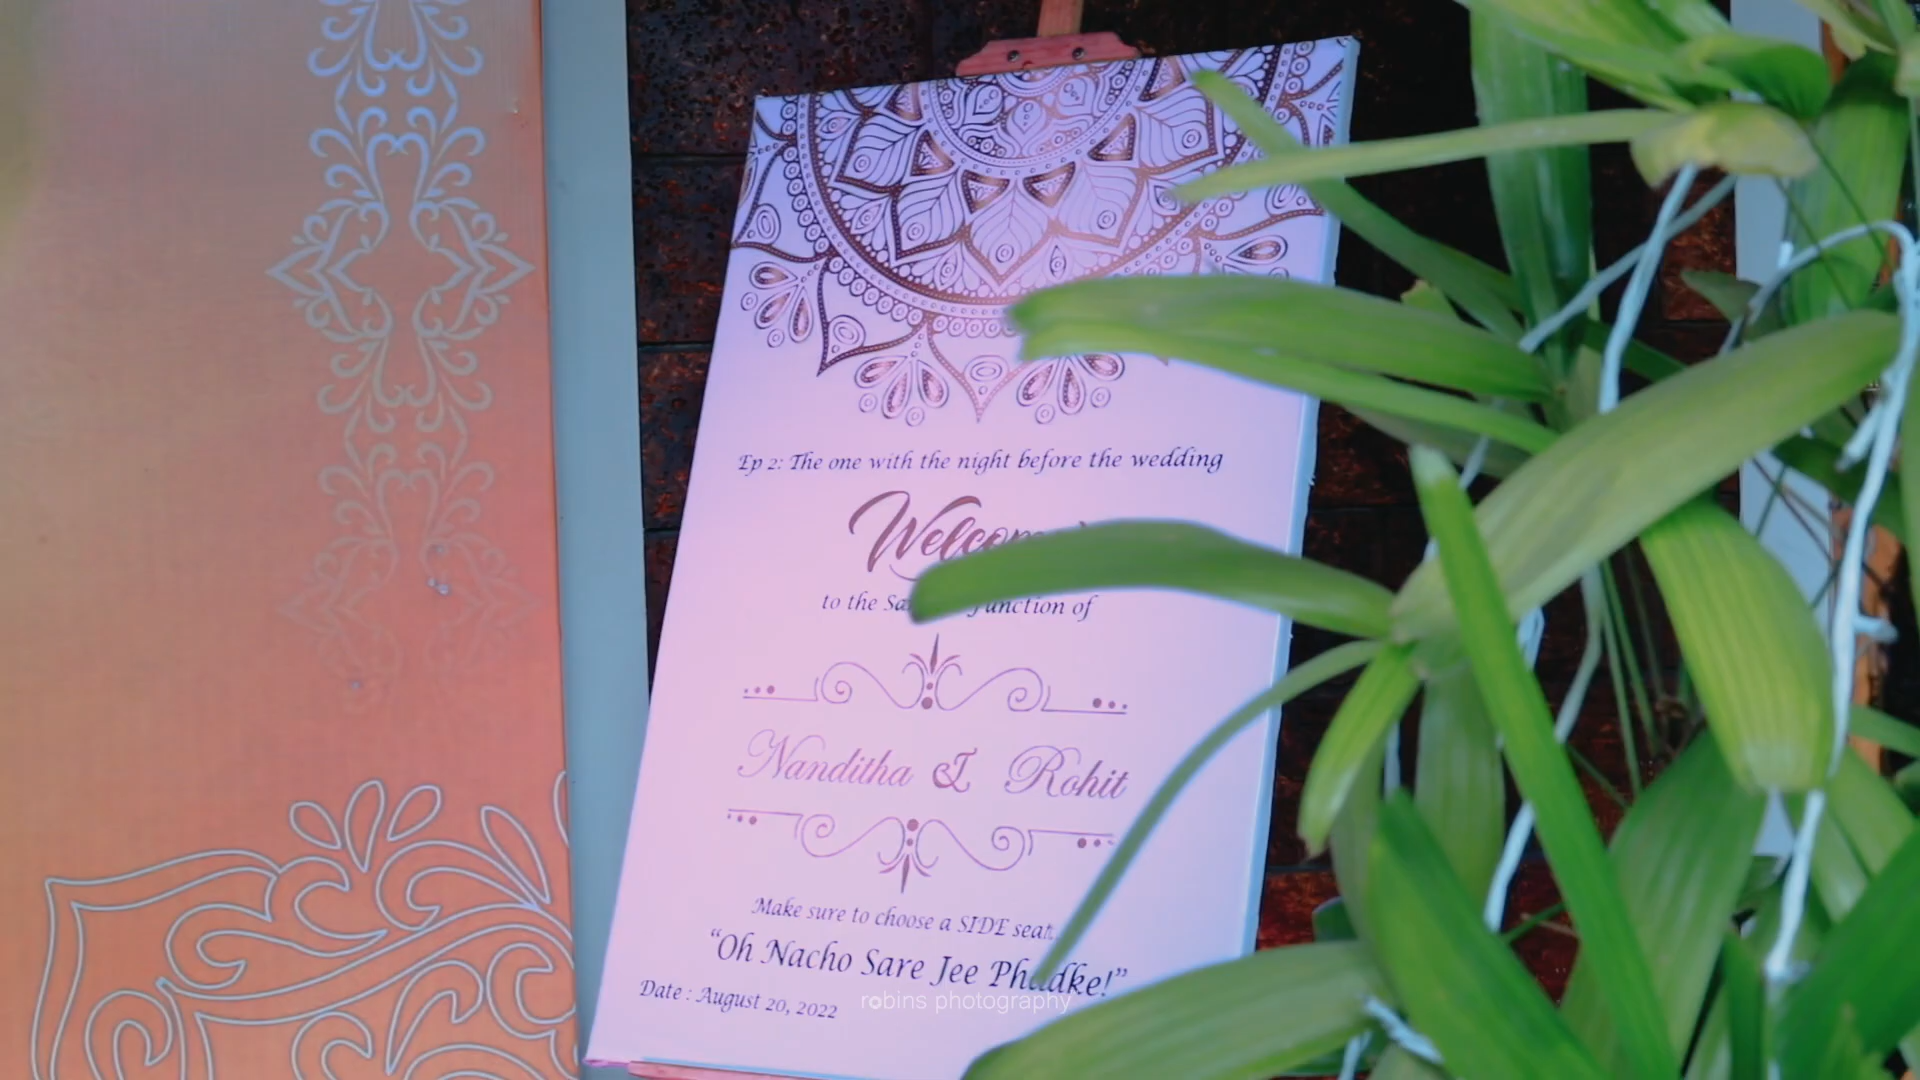 Ep 2: The one with the night before the wedding
Welcome
to the function of
Nanditha & Rohit
Make sure to choose a SIDE seat.
"Oh Nacho Sare Jee Phadke!"
Date : August 20, 2022
robins photography